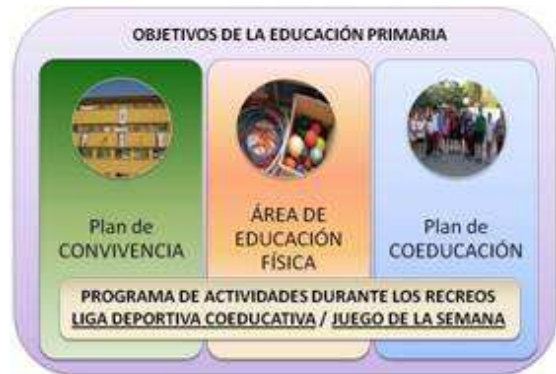 OBJETIVOS DE LA EDUCACIÓN PRIMARIA
Plan de
CONVIVENCIA
ÁREA DE
EDUCACIÓN
FÍSICA
Plan de
COEDUCACIÓN
PROGRAMA DE ACTIVIDADES DURANTE LOS RECREOS
LIGA DEPORTIVA COEDUCATIVA / JUEGO DE LA SEMANA